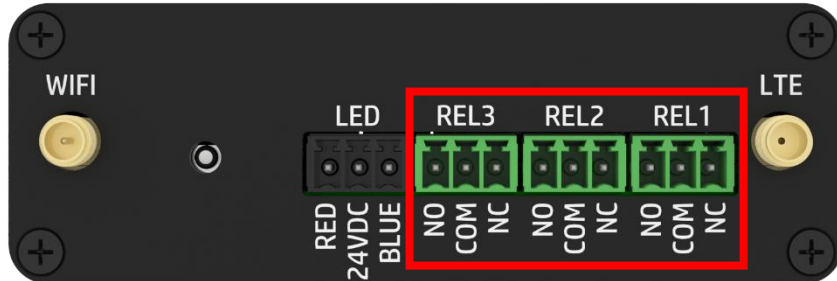 WIFI
LTE
LED REL3 REL2 REL1
RED 24VDC BLUE NO COM NC NO COM NC NO COM NC